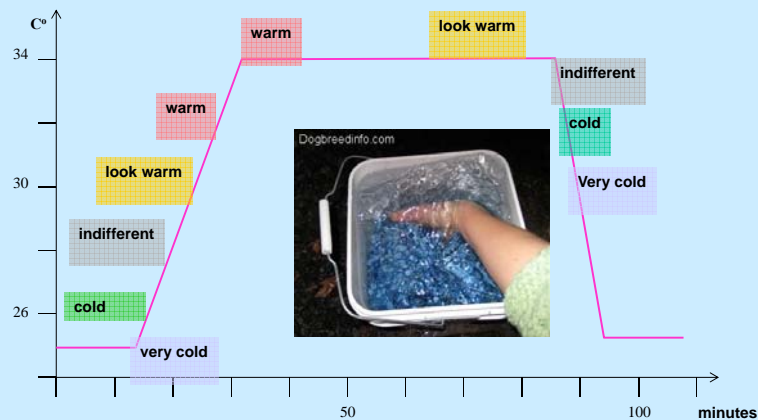 C°
34
30
26
warm
look warm
warm
indifferent
look warm
cold
indifferent
Very cold
cold
very cold
Dogbreedinfo.com
50
100
minutes